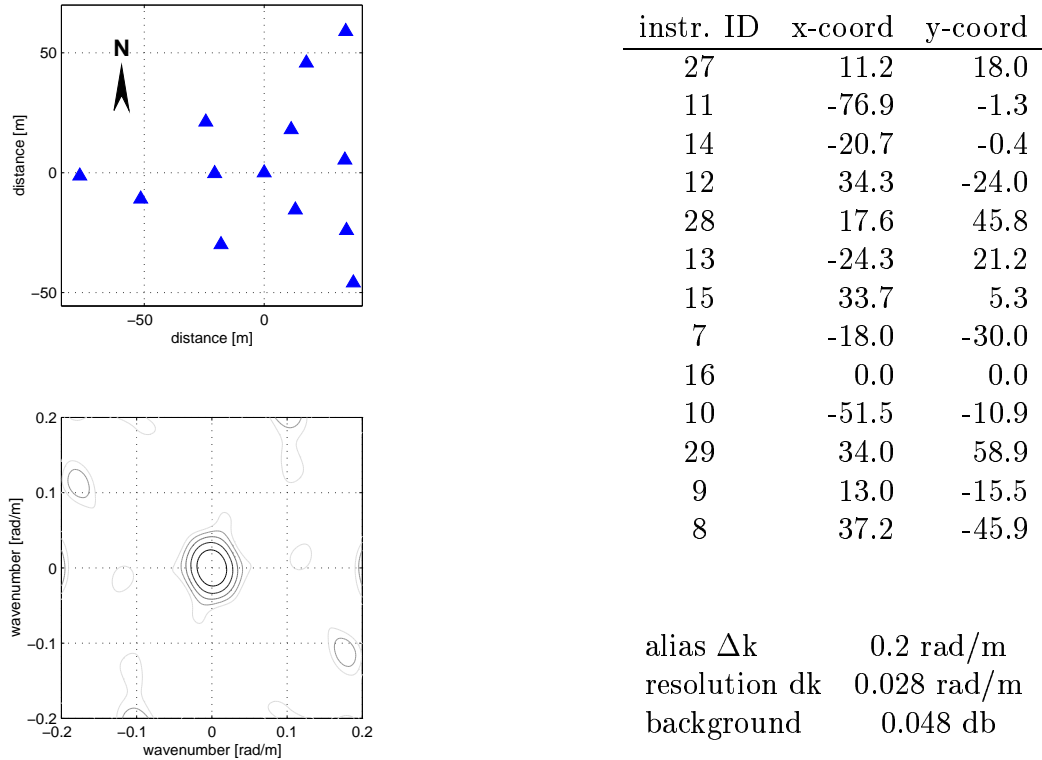 N
50
0
−50
−50
0
distance [m]
distance [m]
0.2
0.1
0
−0.1
−0.2
−0.2
−0.1
0
0.1
0.2
wavenumber [rad/m]
wavenumber [rad/m]
instr. ID x-coord y-coord
27 11.2 18.0
11 -76.9 -1.3
14 -20.7 -0.4
12 34.3 -24.0
28 17.6 45.8
13 -24.3 21.2
15 33.7 5.3
7 -18.0 -30.0
16 0.0 0.0
10 -51.5 -10.9
29 34.0 58.9
9 13.0 -15.5
8 37.2 -45.9
alias Δk 0.2 rad/m
resolution dk 0.028 rad/m
background 0.048 db